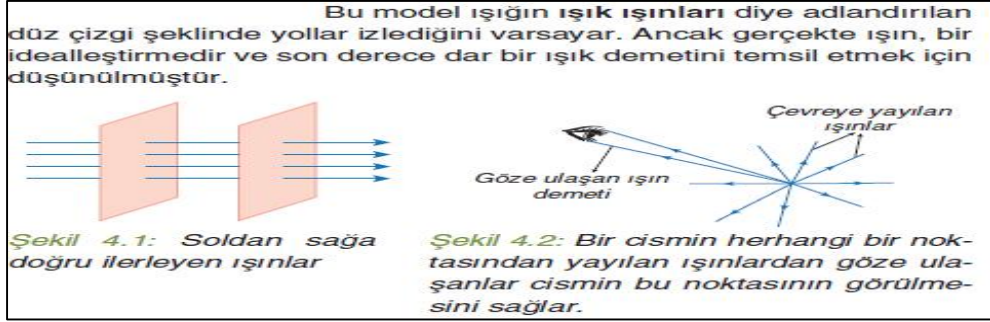 Bu model ışığın ışık ışınları diye adlandırılan
düz çizgi şeklinde yollar izlediğini varsayar. Ancak gerçekte ışın, bir
idealleştirmedir ve son derece dar bir ışık demetini temsil etmek için
düşünülmüştür.
Çevreye yayılan
ışınlar
Göze ulaşan ışın
demeti
Şekil 4.1: Soldan sağa
doğru ilerleyen ışınlar
Şekil 4.2: Bir cismin herhangi bir nok-
tasından yayılan ışınlardan göze ula-
şanlar cismin bu noktasının görülme-
sini sağlar.